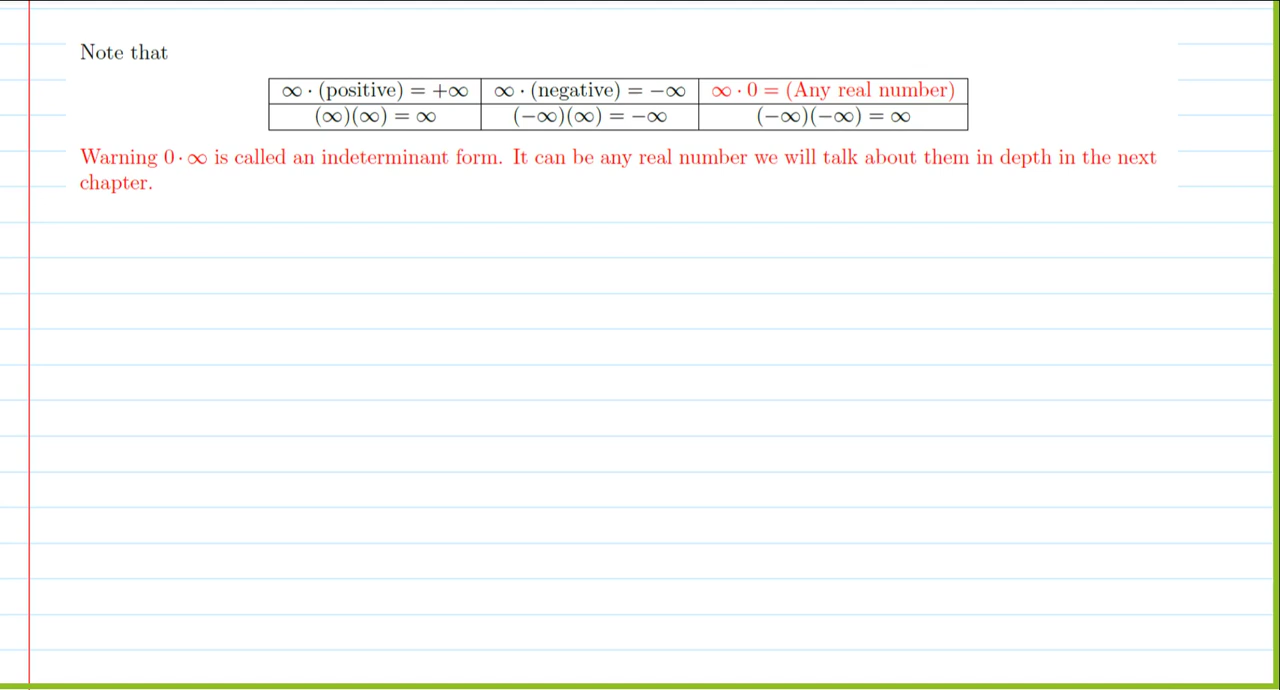 Note that
∞ · (positive) = +∞ ∞ · (negative) = −∞ ∞ · 0 = (Any real number)
(∞)(∞) = ∞ (−∞)(∞) = −∞ (−∞)(−∞) = ∞
Warning 0 · ∞ is called an indeterminant form. It can be any real number we will talk about them in depth in the next
chapter.